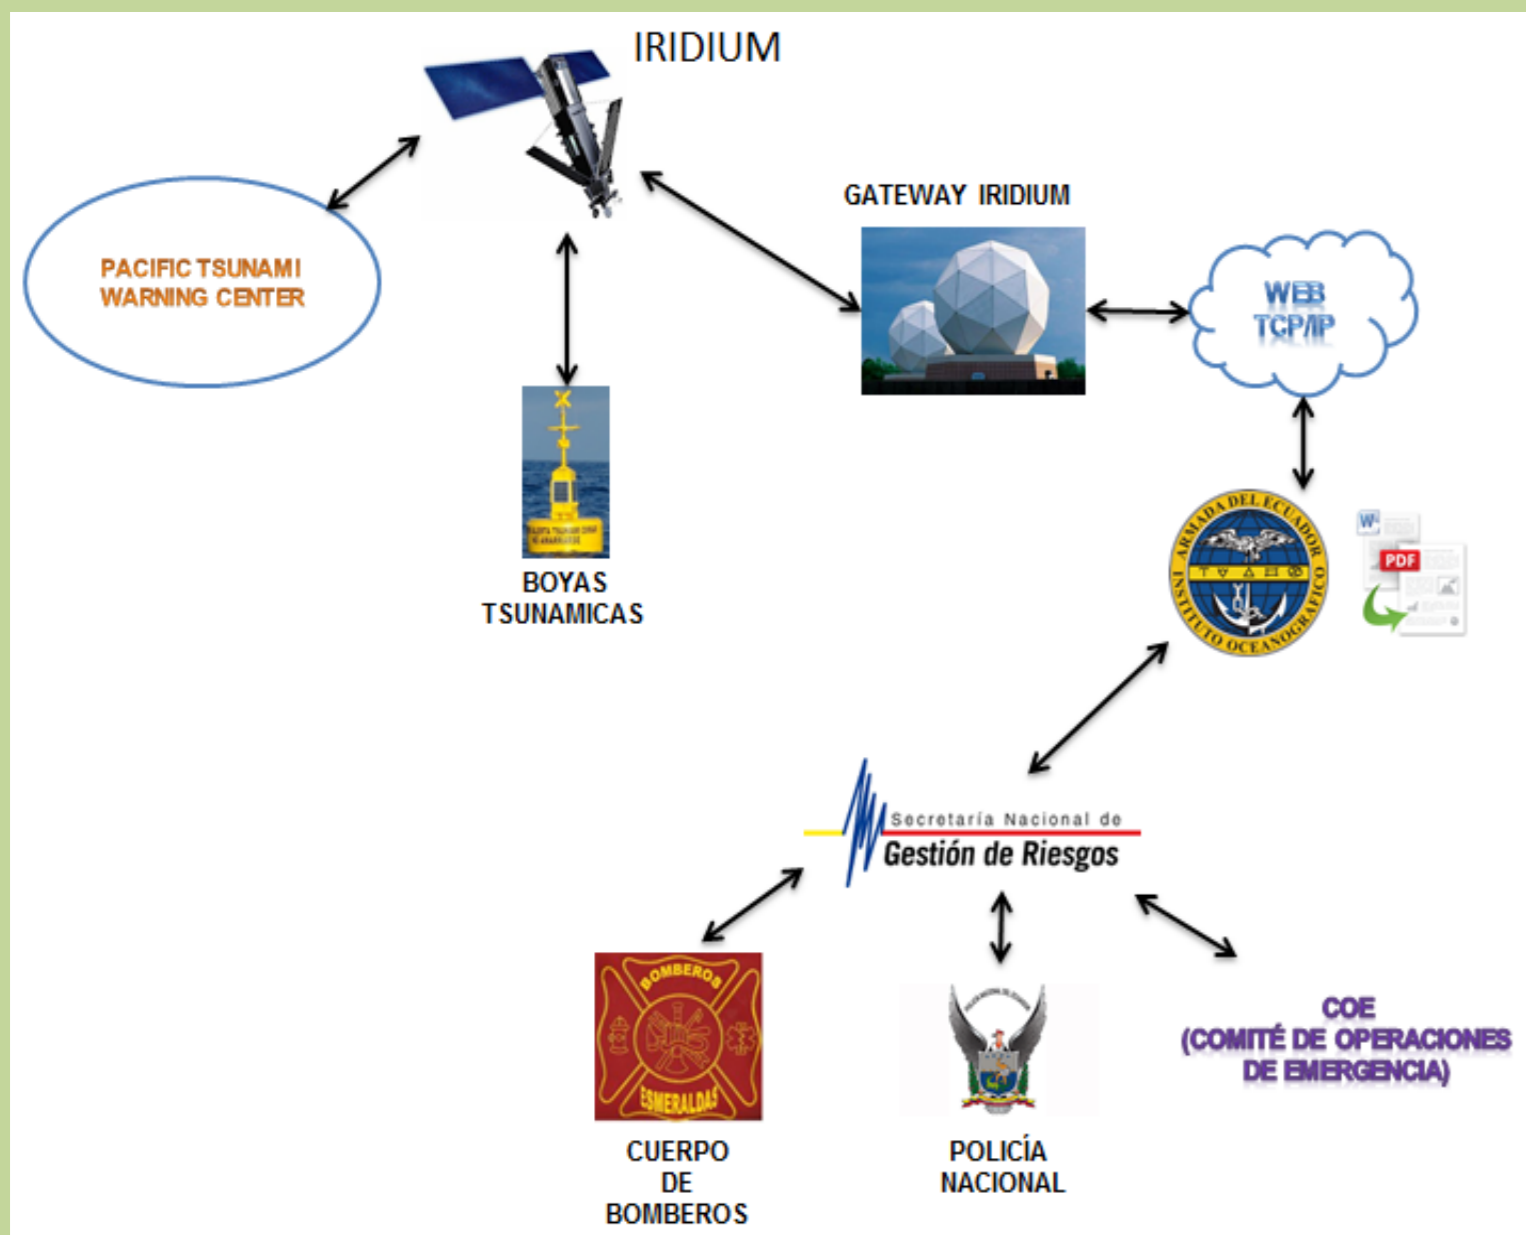 IRIDIUM
GATEWAY IRIDIUM
PACIFIC TSUNAMI
WARNING CENTER
WEB
TCP/IP
BOYAS
TSUNAMICAS
ARMADA DEL ECUADOR
INSTITUTO OCEANOGRAFICO
W
PDF
Secretaría Nacional de
Gestión de Riesgos
BOMBEROS
ESMERALDAS
COE
(COMITÉ DE OPERACIONES
DE EMERGENCIA)
CUERPO
DE
BOMBEROS
POLICÍA
NACIONAL